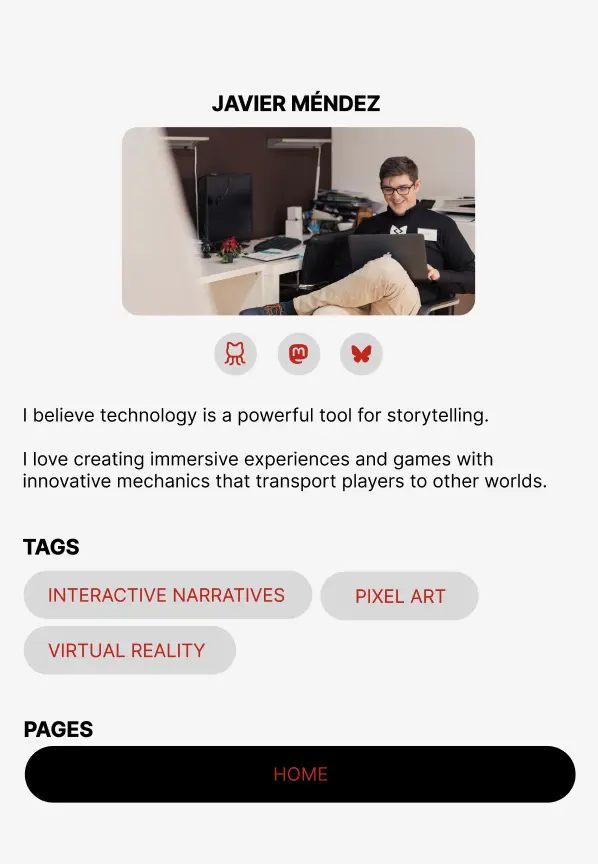 JAVIER MÉNDEZ
I believe technology is a powerful tool for storytelling.
I love creating immersive experiences and games with
innovative mechanics that transport players to other worlds.
TAGS
INTERACTIVE NARRATIVES
PIXEL ART
VIRTUAL REALITY
PAGES
HOME